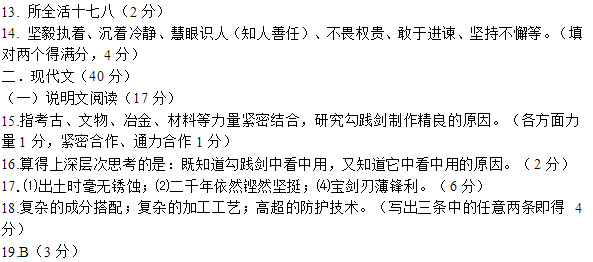 13. 所全活十七八（2 分）
14. 坚毅执着、沉着冷静、慧眼识人（知人善任）、不畏权贵、敢于进谏、坚持不懈等。（填
对两个得满分，4 分）
二．现代文（40 分）
（一）说明文阅读（17 分）
15.指考古、文物、冶金、材料等力量紧密结合，研究勾践剑制作精良的原因。（各方面力
量 1 分，紧密合作、通力合作 1 分）
16.算得上深层次思考的是：既知道勾践剑中看中用，又知道它中看中用的原因。（2 分）
17.⑴出土时毫无锈蚀；⑵二千年依然铿然坚挺；⑷宝剑刃薄锋利。（6 分）
18.复杂的成分搭配；复杂的加工工艺；高超的防护技术。（写出三条中的任意两条即得 4
分）
19.B（3 分）